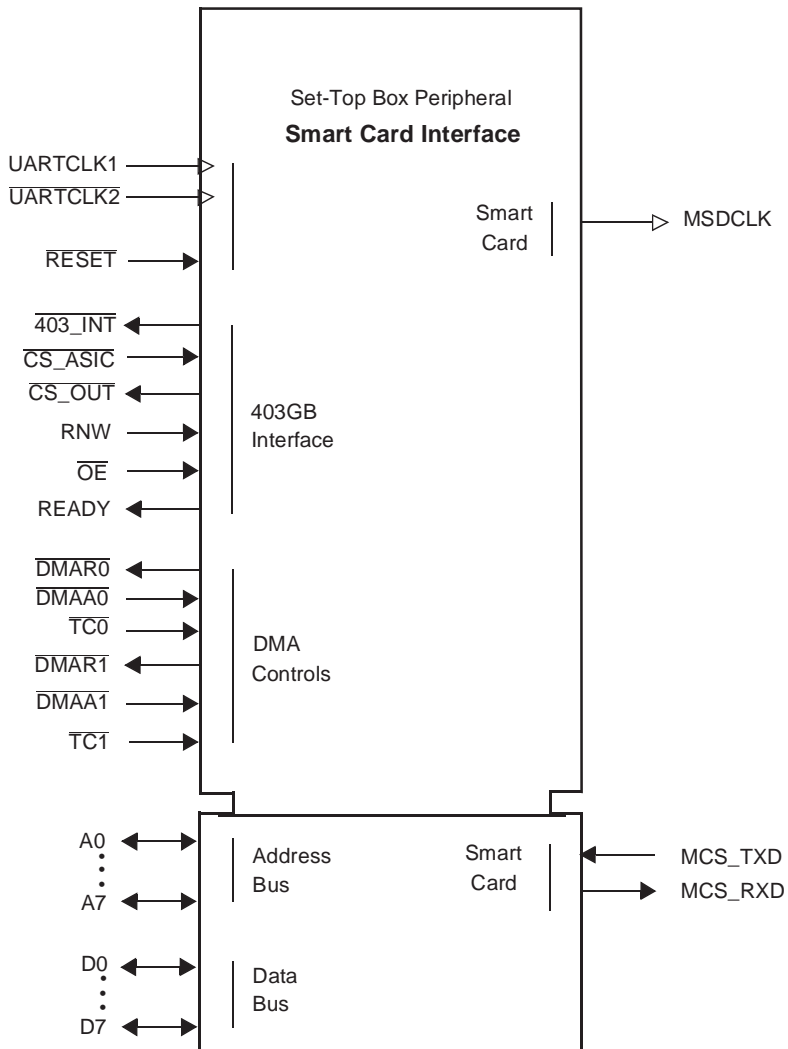 Set-Top Box Peripheral
Smart Card Interface
UARTCLK1
UARTCLK2
RESET
403_INT
CS_ASIC
CS_OUT
RNW
OE
READY
403GB
Interface
DMAR0
DMAA0
TC0
DMAR1
DMAA1
TC1
DMA
Controls
Smart
Card
MSDCLK
A0
A7
Address
Bus
Smart
Card
MCS_TXD
MCS_RXD
D0
D7
Data
Bus